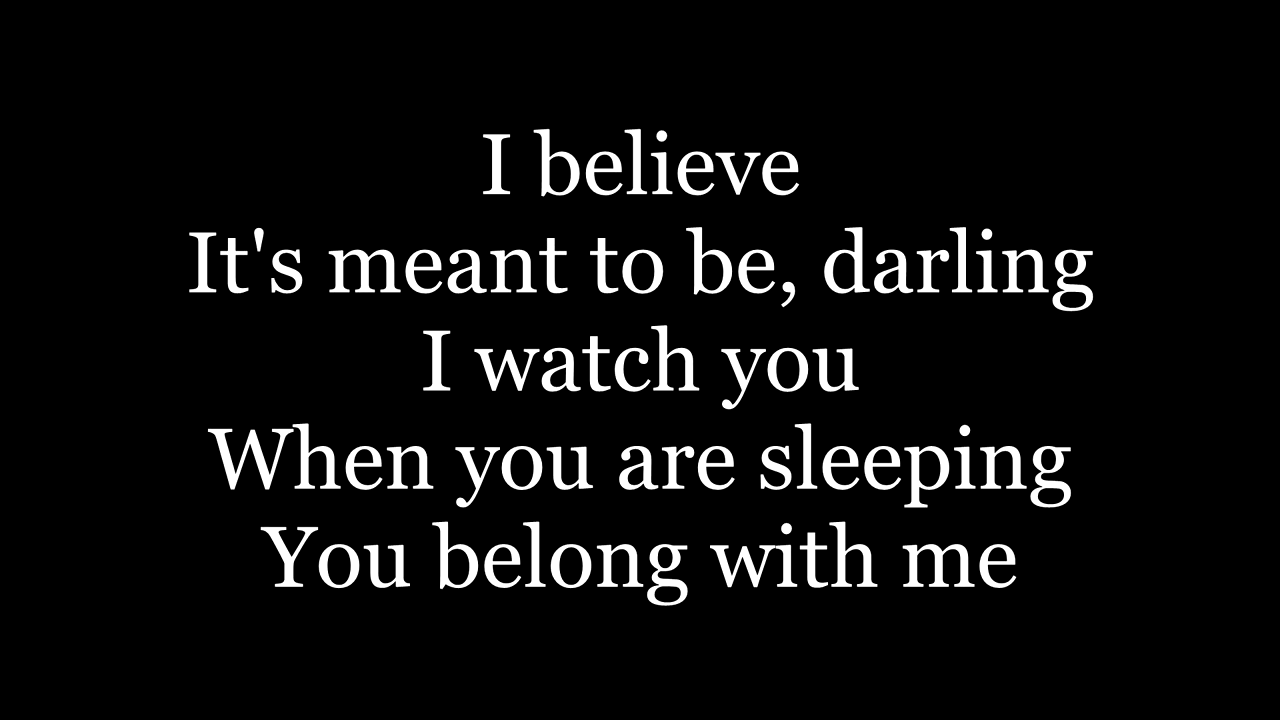 I believe
It's meant to be, darling
I watch you
When you are sleeping
You belong with me